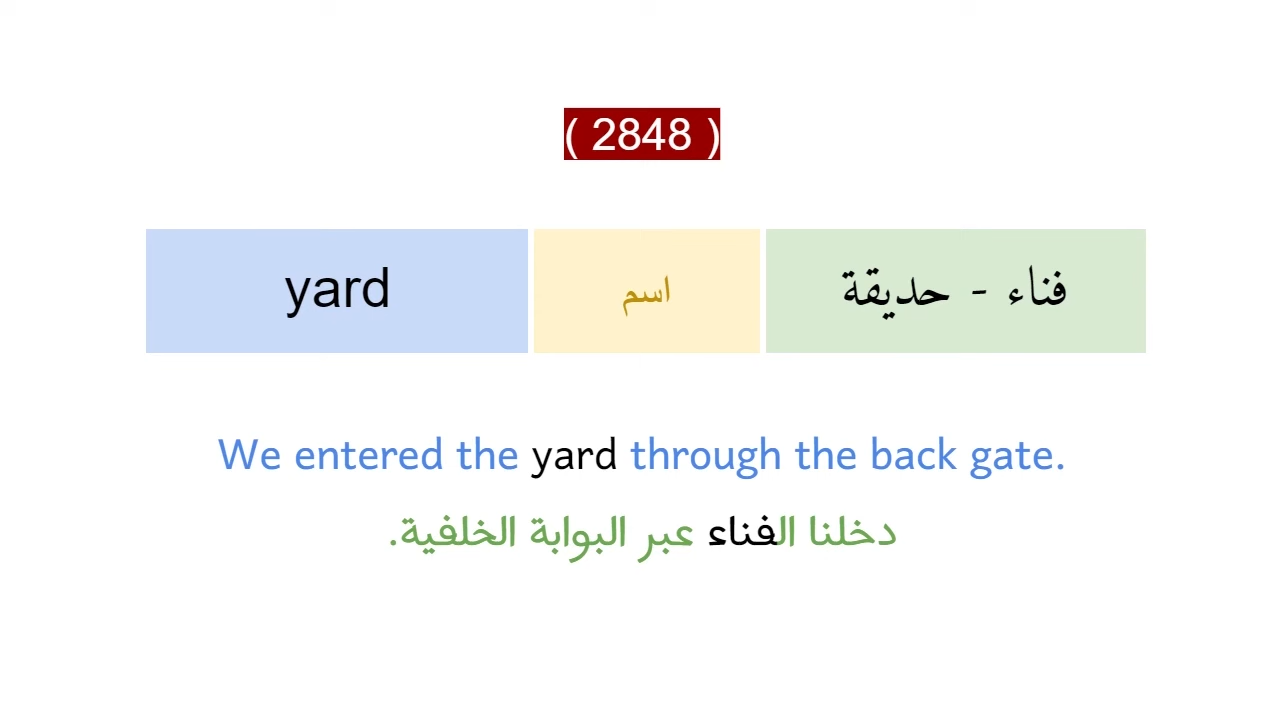 ( 2848 )
yard اسم فناء - حديقة
We entered the yard through the back gate.
دخلنا الفناء عبر البوابة الخلفية.